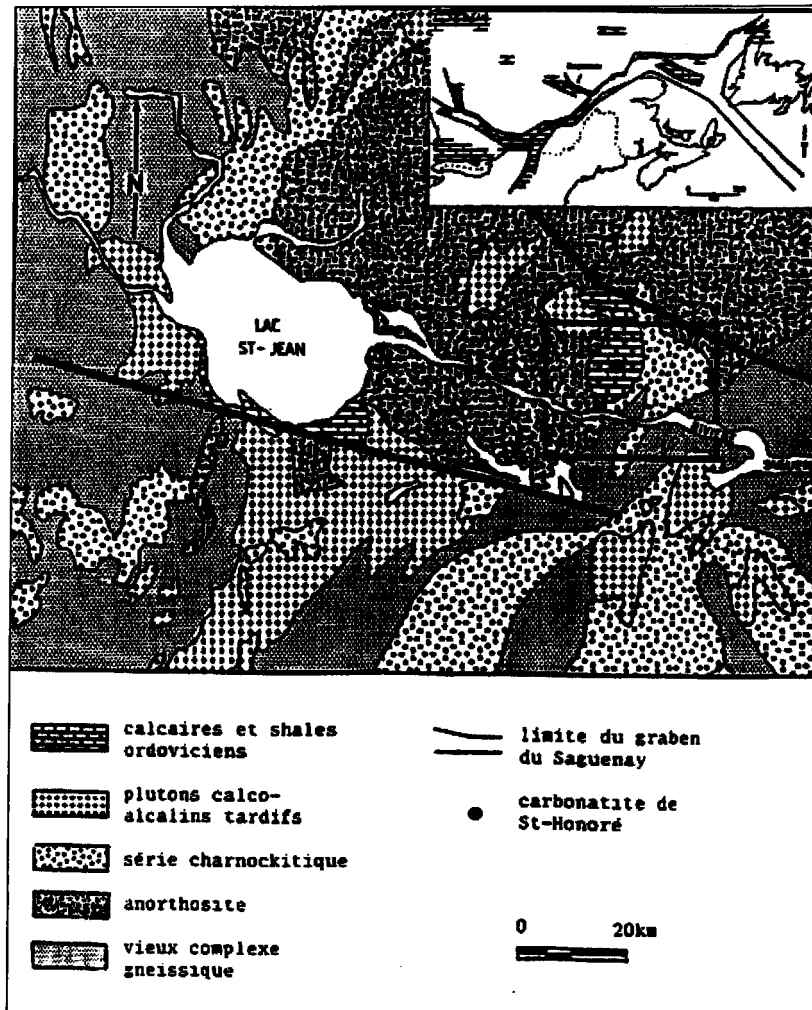 N
LAC
ST-JEAN
calcaires et shales
ordoviciens
plutons calco-
alcalins tardifs
série charnockitique
anorthosite
vieux complexe
gneissique
limite du graben
du Saguenay
carbonatite de
St-Honoré
0 20km